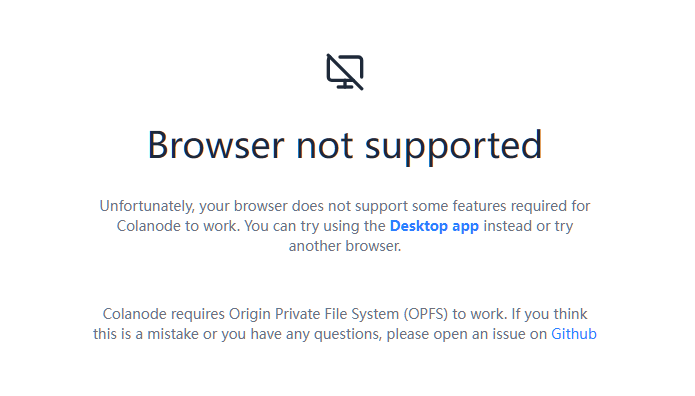 Browser not supported
Unfortunately, your browser does not support some features required for
Colanode to work. You can try using the Desktop app instead or try
another browser.
Colanode requires Origin Private File System (OPFS) to work. If you think
this is a mistake or you have any questions, please open an issue on Github